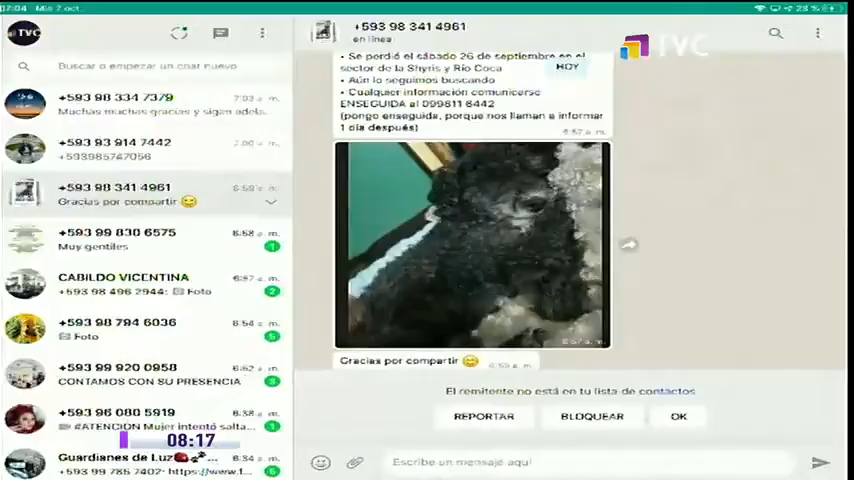 07:04 Mié 7 oct.
28 %
TVC
+593 98 341 4961
en línea
TVC
Buscar o empezar un chat nuevo
• Se perdió el sábado 26 de septiembre en el
sector de la Shyris y Río Coca
HOY
• Aún lo seguimos buscando
• Cualquier información comunicarse
ENSEGUIDA al 099811 6442
(pongo enseguida, porque nos llaman a informar
1 día después)
6:57 a. m.
+593 98 334 7379
7:03 a. m.
Muchas muchas gracias y sigan adela...
+593 93 914 7442
7:00 a. m.
+593985747056
+593 98 341 4961
6:59 a. m.
Gracias por compartir
+593 99 830 6575
6:58 a. m.
Muy gentiles
1
CABILDO VICENTINA
6:57 a. m.
+593 98 496 2944: Foto
2
+593 98 794 6036
6:54 a. m.
Foto
5
6:57 a. m.
Gracias por compartir
6:59 a. m.
+593 99 920 0958
6:52 a. m.
CONTAMOS CON SU PRESENCIA
3
El remitente no está en tu lista de contactos
REPORTAR
BLOQUEAR
OK
+593 96 080 5919
6:38 a. m.
#ATENCION Mujer intentó salta...
1
08:17
Guardianes de Luz ...
6:34 a. m.
+593 99 785 7402: https://www.f...
6
Escribe un mensaje aquí